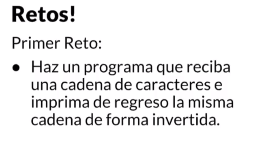 Retos!
Primer Reto:
● Haz un programa que reciba
una cadena de caracteres e
imprima de regreso la misma
cadena de forma invertida.